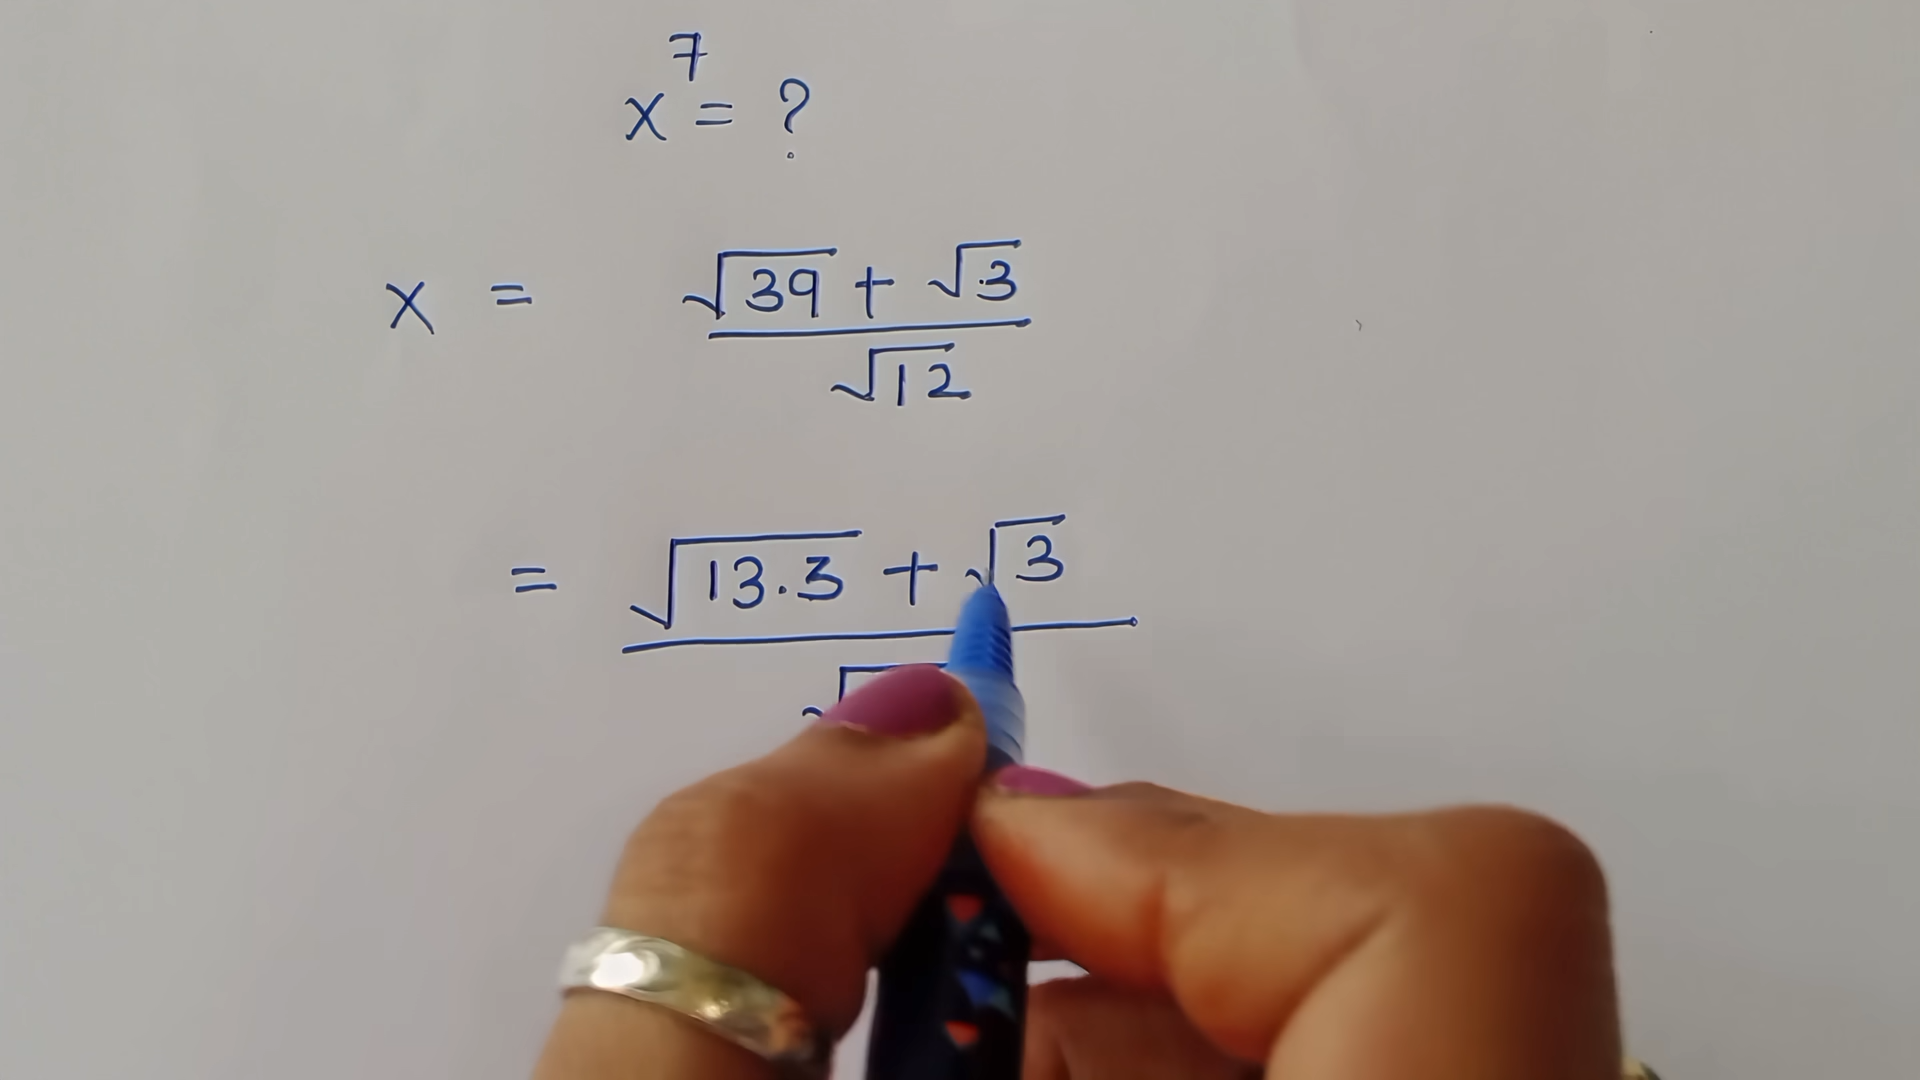 x⁷ = ?
x = (√39 + √3) / √12
= (√13.3 + √3) / √